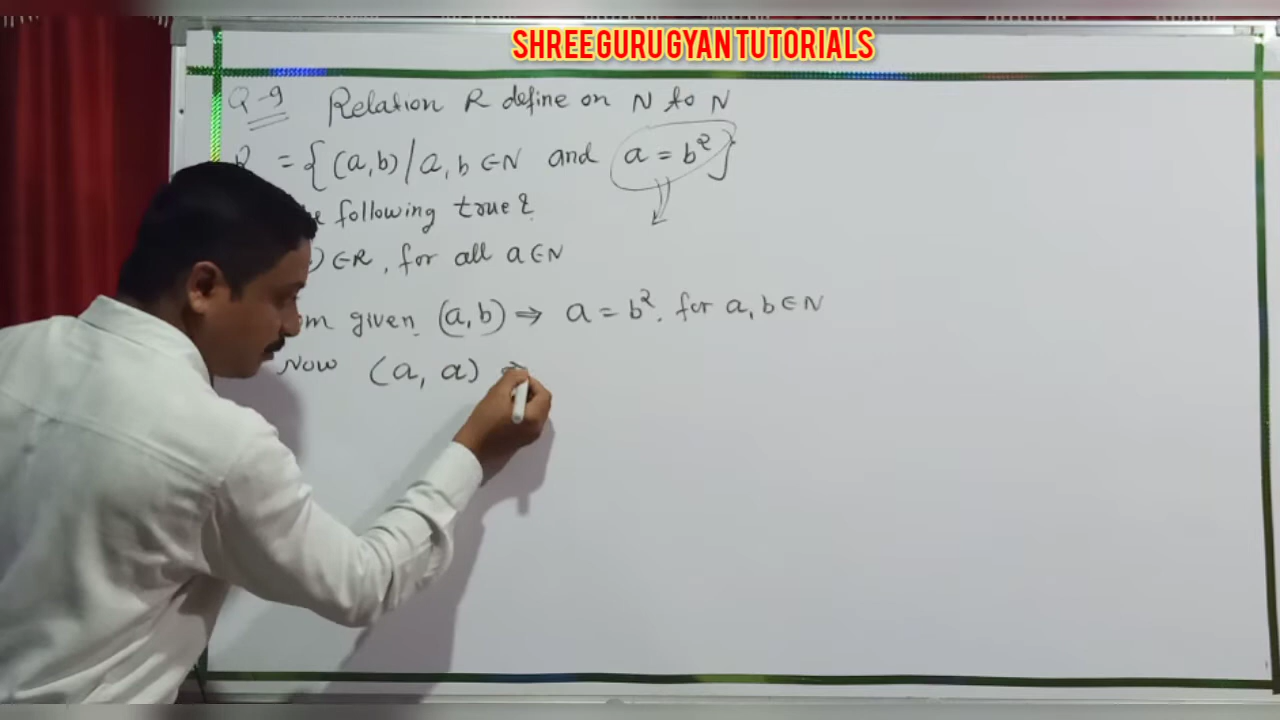 SHREE GURU GYAN TUTORIALS
Q-9 Relation R define on N to N
R = {(a,b)/a, b ∈ N and a = b²}
following true?
) ∈ R, for all a ∈ N
given (a,b) ⇒ a = b². for a, b ∈ N
Now (a, a)